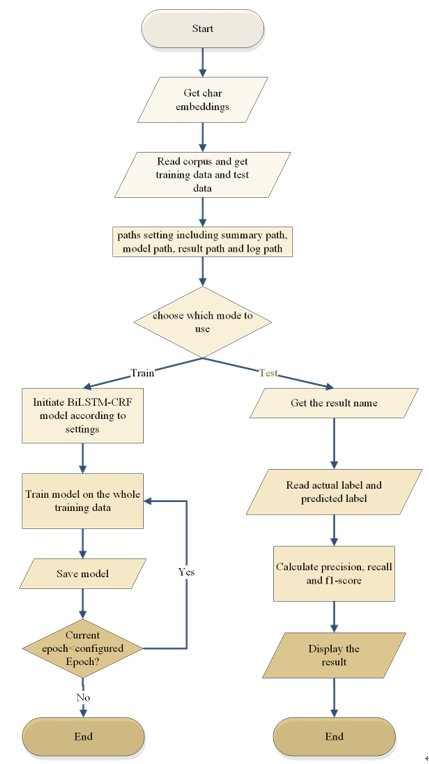 Start
Get char
embeddings
Read corpus and get
training data and test
data
paths setting including summary path,
model path, result path and log path
choose which mode to
use
Train
Test
Initiate BiLSTM-CRF
model according to
settings
Get the result name
Train model on the whole
training data
Read actual label and
predicted label
Save model
Yes
Calculate precision, recall
and f1-score
Current
epoch<configured
Epoch?
Display the
result
No
End
End